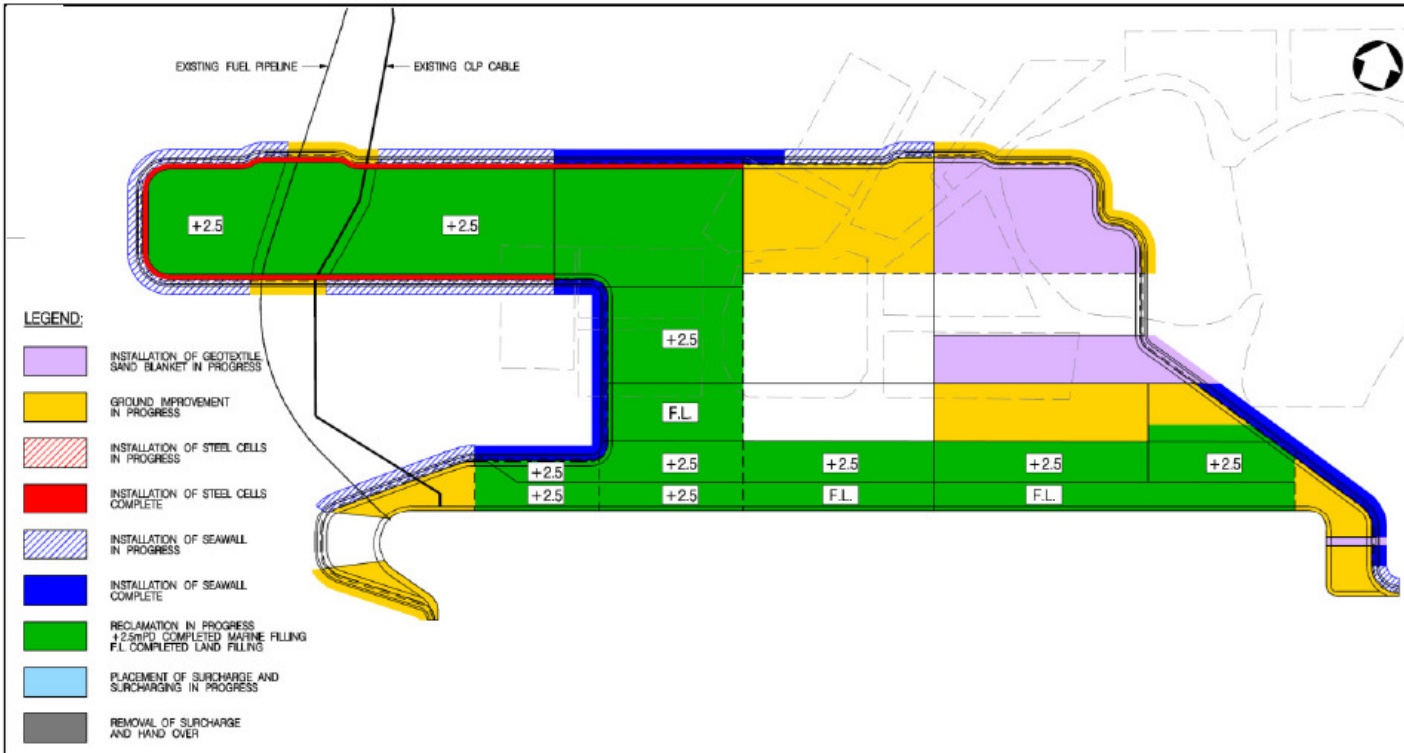 EXISTING FUEL PIPELINE
EXISTING CLP CABLE
+2.5
+2.5
+2.5
F.L.
+2.5
+2.5
+2.5
+2.5
+2.5
+2.5
+2.5
F.L.
F.L.
LEGEND:
INSTALLATION OF GEOTEXTILE,
SAND BLANKET IN PROGRESS
GROUND IMPROVEMENT
IN PROGRESS
INSTALLATION OF STEEL CELLS
IN PROGRESS
INSTALLATION OF STEEL CELLS
COMPLETE
INSTALLATION OF SEAWALL
IN PROGRESS
INSTALLATION OF SEAWALL
COMPLETE
RECLAMATION IN PROGRESS
+2.5mPD COMPLETED MARINE FILLING
F.L. COMPLETED LAND FILLING
PLACEMENT OF SURCHARGE AND
SURCHARGING IN PROGRESS
REMOVAL OF SURCHARGE
AND HAND OVER